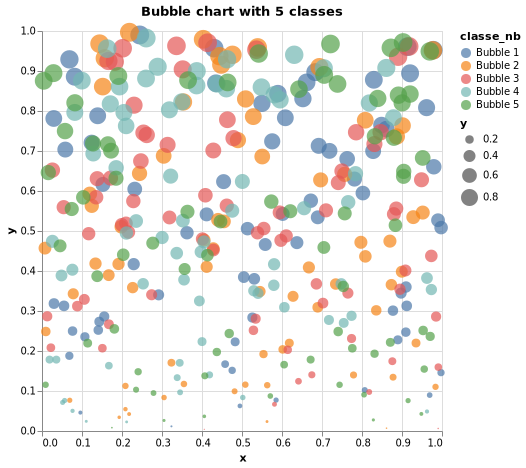 Bubble chart with 5 classes
classe_nb
Bubble 1
Bubble 2
Bubble 3
Bubble 4
Bubble 5
y
0.2
0.4
0.6
0.8
y
1.0
0.9
0.8
0.7
0.6
0.5
0.4
0.3
0.2
0.1
0.0
0.0 0.1 0.2 0.3 0.4 0.5 0.6 0.7 0.8 0.9 1.0
x